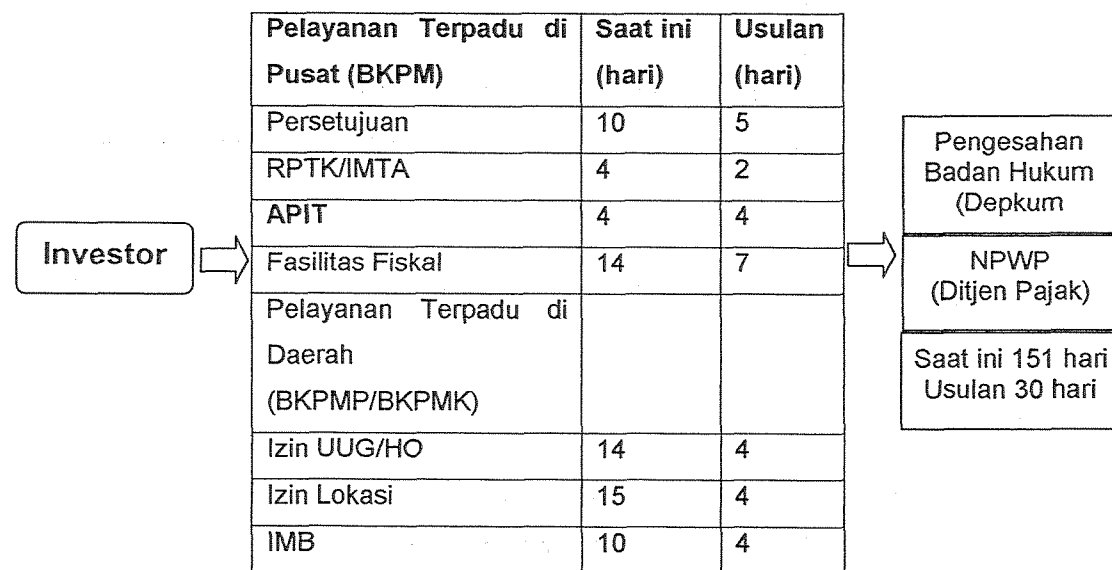 Investor
Pelayanan Terpadu di Saat ini Usulan
Pusat (BKPM) (hari) (hari)
Persetujuan 10 5
RPTK/IMTA 4 2
APIT 4 4
Fasilitas Fiskal 14 7
Pelayanan Terpadu di
Daerah
(BKPMP/BKPMK)
Izin UUG/HO 14 4
Izin Lokasi 15 4
IMB 10 4
Pengesahan
Badan Hukum
(Depkum
NPWP
(Ditjen Pajak)
Saat ini 151 hari
Usulan 30 hari